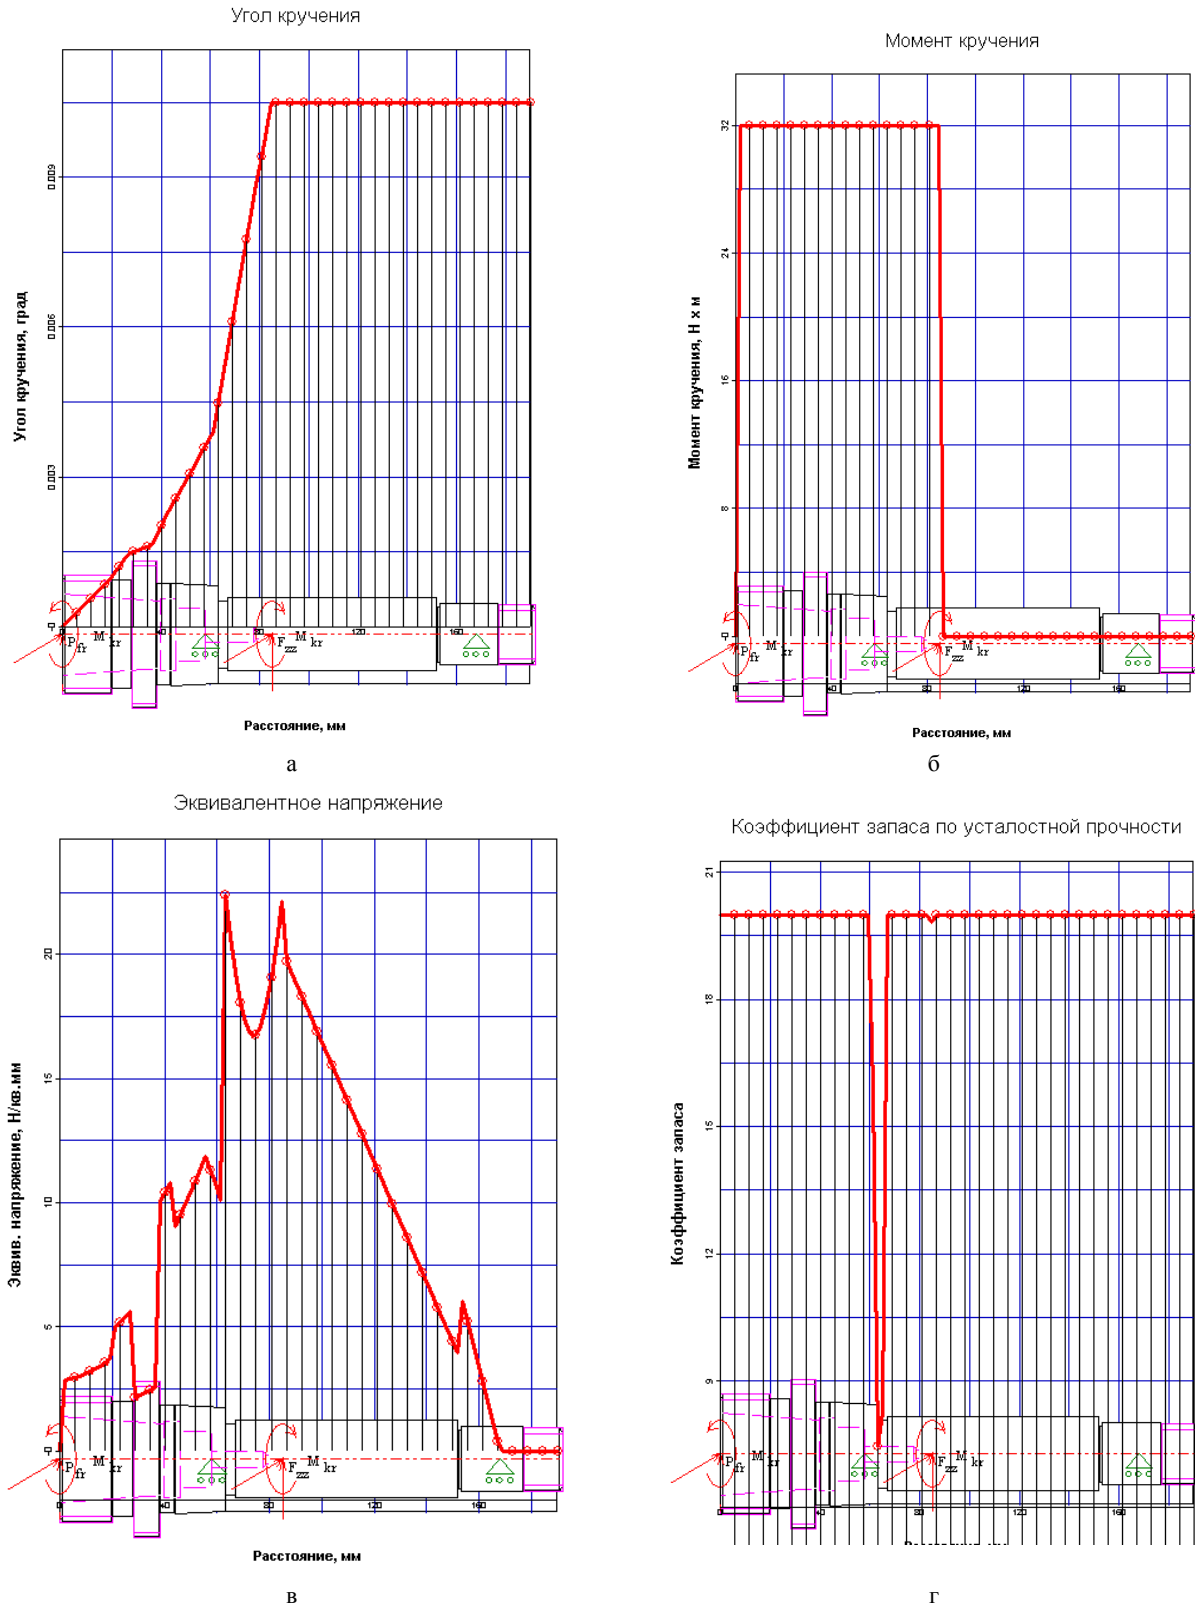 Угол кручения
Угол кручения, град
0.009
0.006
0.003
0
P fr
M kr
F zz
M kr
0
40
80
120
160
Расстояние, мм
а
Момент кручения
Момент кручения, Н х м
32
24
16
8
0
P fr
M kr
F zz
M kr
0
40
80
120
160
Расстояние, мм
б
Эквивалентное напряжение
Эквив. напряжение, Н/кв.мм
20
15
10
5
0
P fr
M kr
F zz
M kr
0
40
80
120
160
Расстояние, мм
в
Коэффициент запаса по усталостной прочности
Коэффициент запаса
21
18
15
12
9
P fr
M kr
F zz
M kr
0
40
80
120
160
г